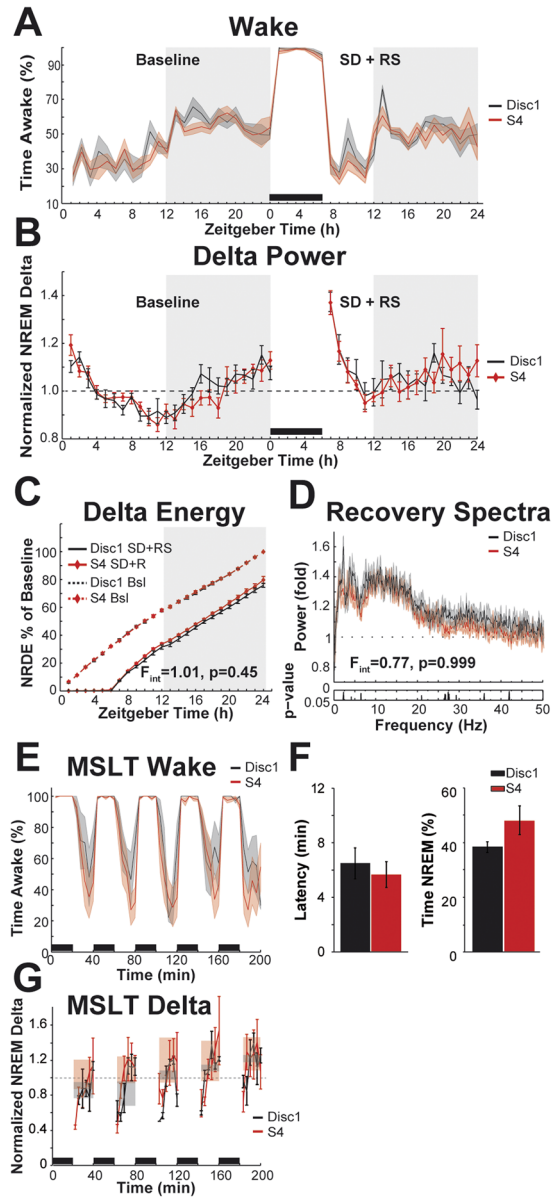 A
Wake
Time Awake (%)
90
70
50
30
10
Baseline
SD + RS
Disc1
S4
0 4 8 12 16 20 0 4 8 12 16 20 24
Zeitgeber Time (h)
B
Delta Power
Normalized NREM Delta
1.4
1.2
1.0
0.8
Baseline
SD + RS
Disc1
S4
0 4 8 12 16 20 0 4 8 12 16 20 24
Zeitgeber Time (h)
C
Delta Energy
NRDE % of Baseline
100
80
60
40
20
0
Disc1 SD+RS
S4 SD+R
Disc1 Bsl
S4 Bsl
Fint=1.01, p=0.45
0 4 8 12 16 20 24
Zeitgeber Time (h)
D
Recovery Spectra
Disc1
S4
Power (fold)
1.6
1.4
1.2
1
0.8
Fint=0.77, p=0.999
p-value
0
0.05
0 10 20 30 40 50
Frequency (Hz)
E
MSLT Wake
Disc1
S4
Time Awake (%)
100
80
60
40
20
0
0 40 80 120 160 200
Time (min)
F
Disc1
S4
Latency (min)
12
9
6
3
0
Time NREM (%)
60
40
20
0
G
MSLT Delta
Normalized NREM Delta
1.6
1.2
0.8
0.4
0
Disc1
S4
0 40 80 120 160 200
Time (min)